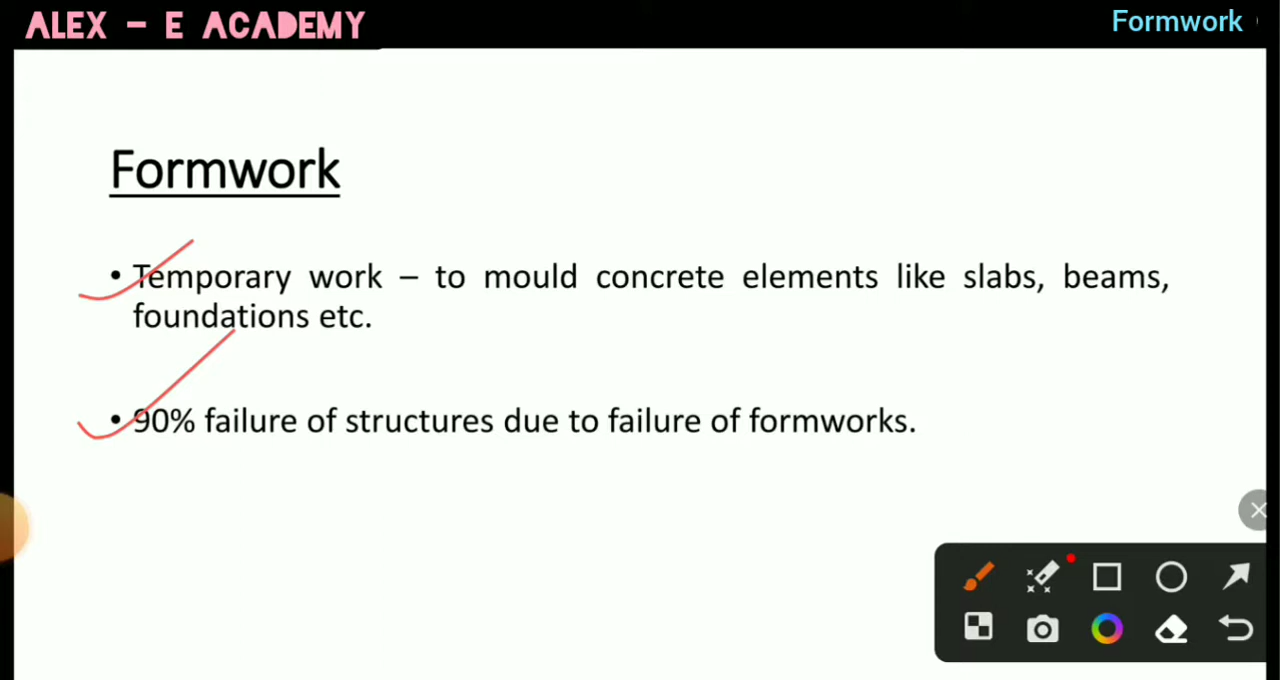 ALEX - E ACADEMY
Formwork
Formwork
• Temporary work – to mould concrete elements like slabs, beams,
foundations etc.
• 90% failure of structures due to failure of formworks.